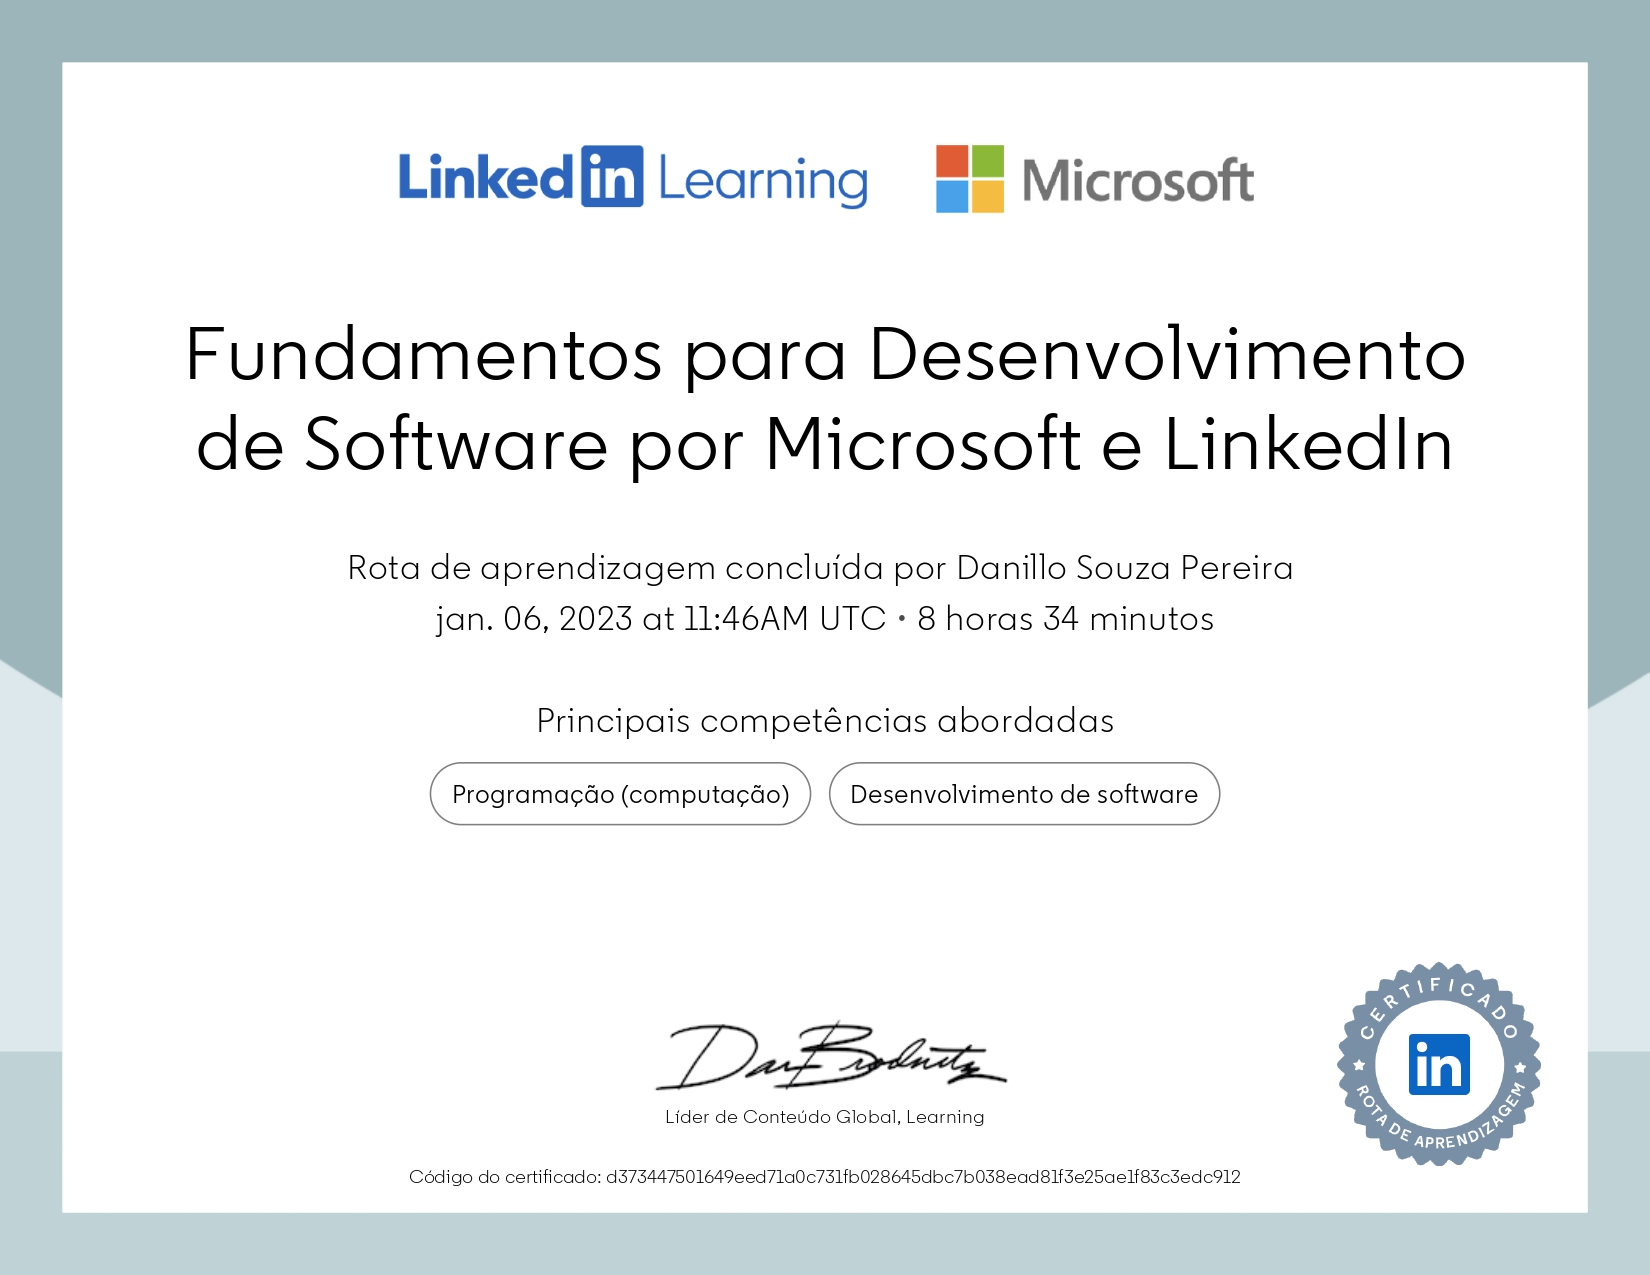 LinkedIn Learning Microsoft
Fundamentos para Desenvolvimento
de Software por Microsoft e LinkedIn
Rota de aprendizagem concluída por Danillo Souza Pereira
jan. 06, 2023 at 11:46AM UTC • 8 horas 34 minutos
Principais competências abordadas
Programação (computação) Desenvolvimento de software
Dan Brodnitz
Líder de Conteúdo Global, Learning
CERTIFICADO
in
ROTA DE APRENDIZAGEM
Código do certificado: d373447501649eed71a0c731fb028645dbc7b038ead81f3e25ae1f83c3edc912